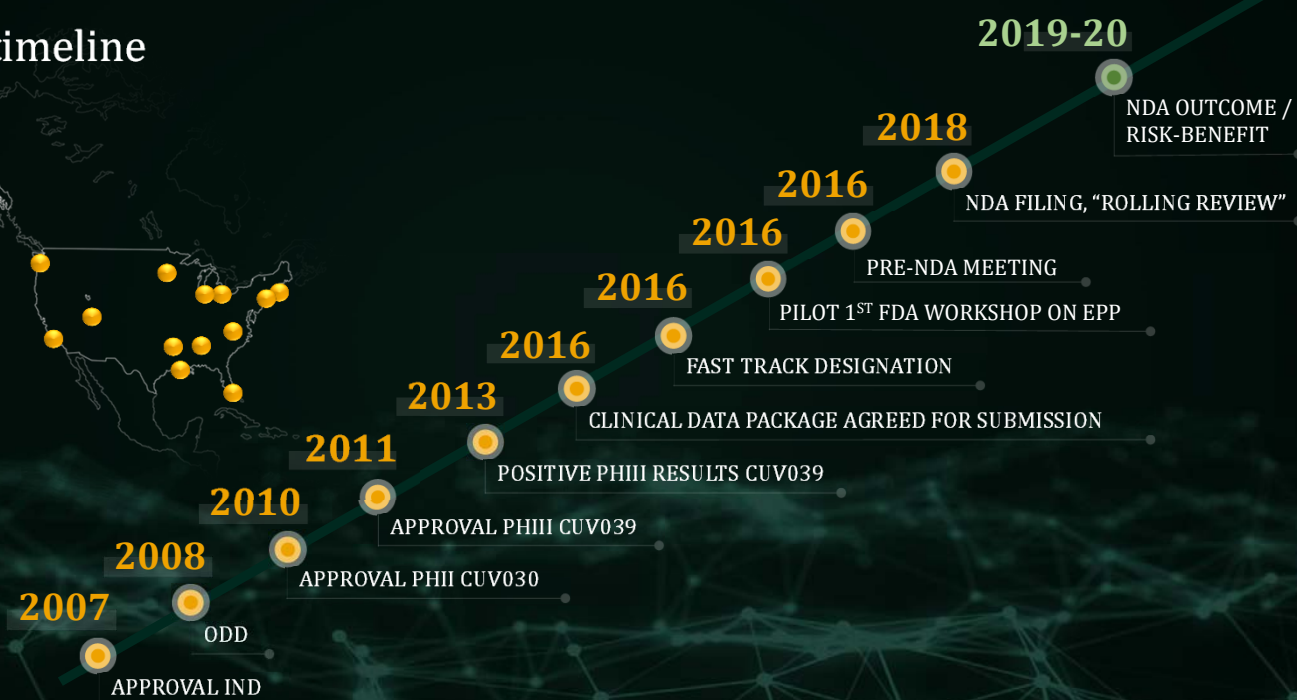 timeline
2019-20
NDA OUTCOME /
RISK-BENEFIT
2018
NDA FILING, “ROLLING REVIEW”
2016
PRE-NDA MEETING
2016
PILOT 1ST FDA WORKSHOP ON EPP
2016
FAST TRACK DESIGNATION
2016
CLINICAL DATA PACKAGE AGREED FOR SUBMISSION
2013
POSITIVE PHIII RESULTS CUV039
2011
APPROVAL PHIII CUV039
2010
APPROVAL PHII CUV030
2008
ODD
2007
APPROVAL IND